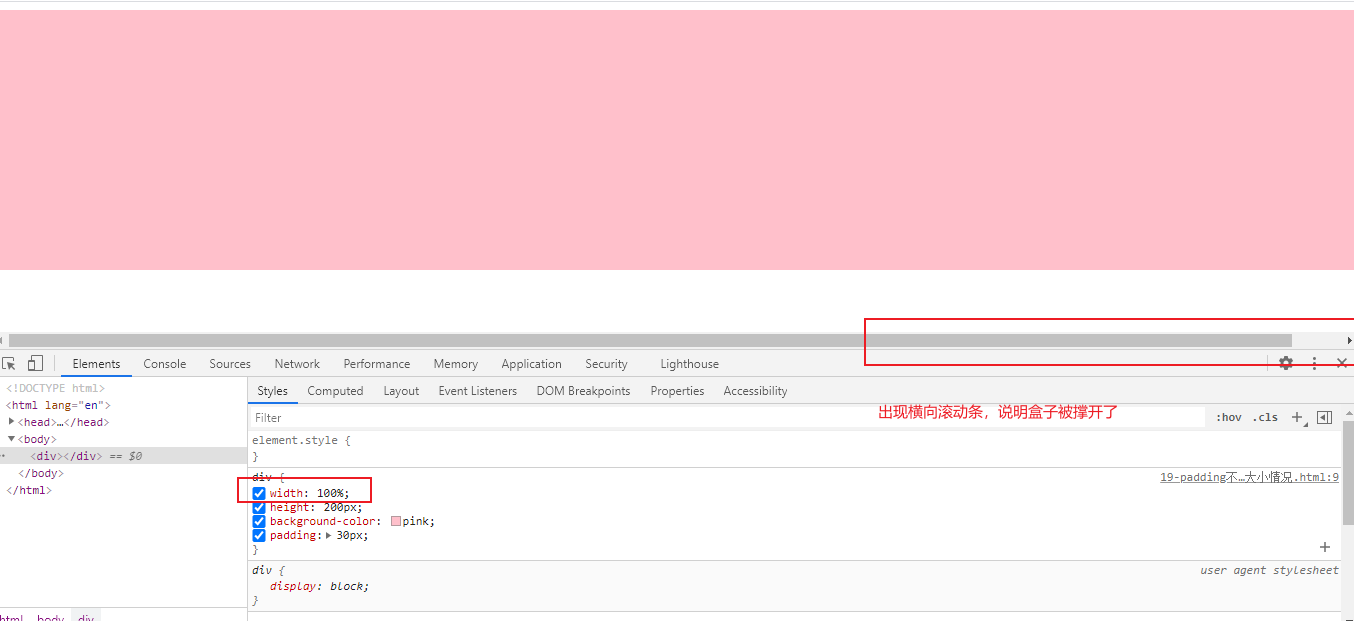 Elements Console Sources Network Performance Memory Application Security Lighthouse
<!DOCTYPE html>
<html lang="en">
<head>…</head>
<body>
<div></div> == $0
</body>
</html>
html body div
Styles Computed Layout Event Listeners DOM Breakpoints Properties Accessibility
Filter
出现横向滚动条，说明盒子被撑开了
:hov .cls
element.style {
}
div {
19-padding不…大小情况.html:9
width: 100%;
height: 200px;
background-color: pink;
padding: 30px;
}
div {
user agent stylesheet
display: block;
}